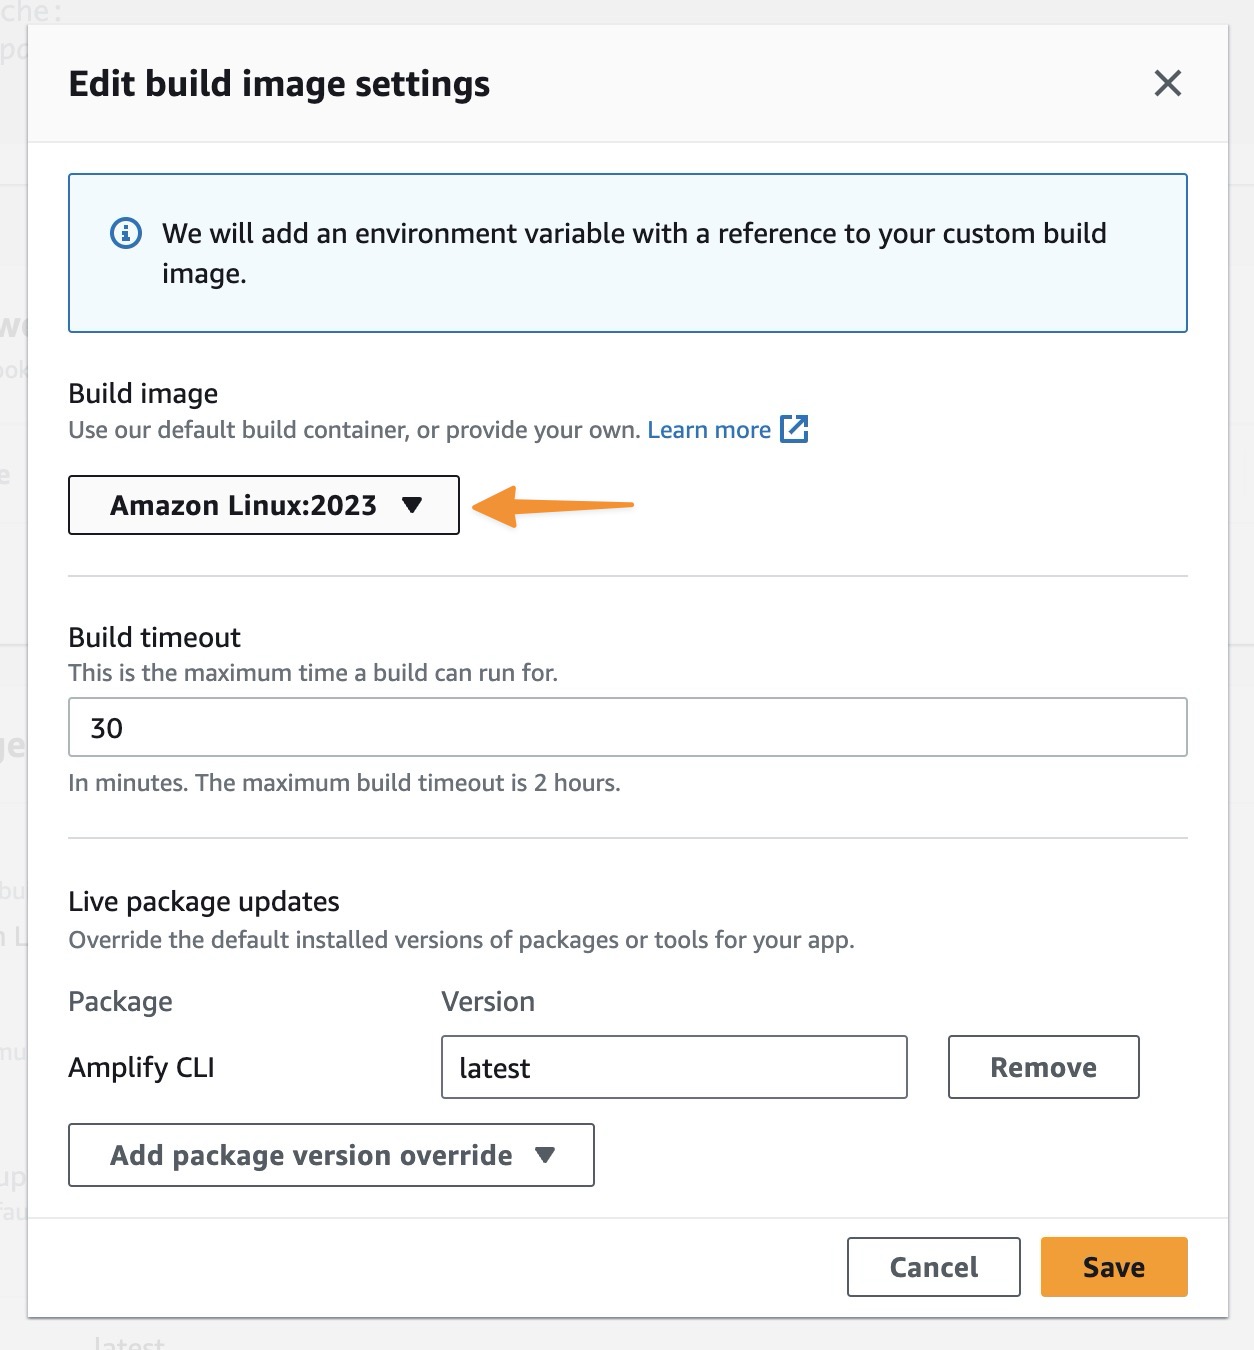 che:
Edit build image settings
We will add an environment variable with a reference to your custom build
image.
Build image
Use our default build container, or provide your own. Learn more
Amazon Linux:2023
Build timeout
This is the maximum time a build can run for.
30
In minutes. The maximum build timeout is 2 hours.
Live package updates
Override the default installed versions of packages or tools for your app.
Package Version
Amplify CLI latest Remove
Add package version override
Cancel Save
latest